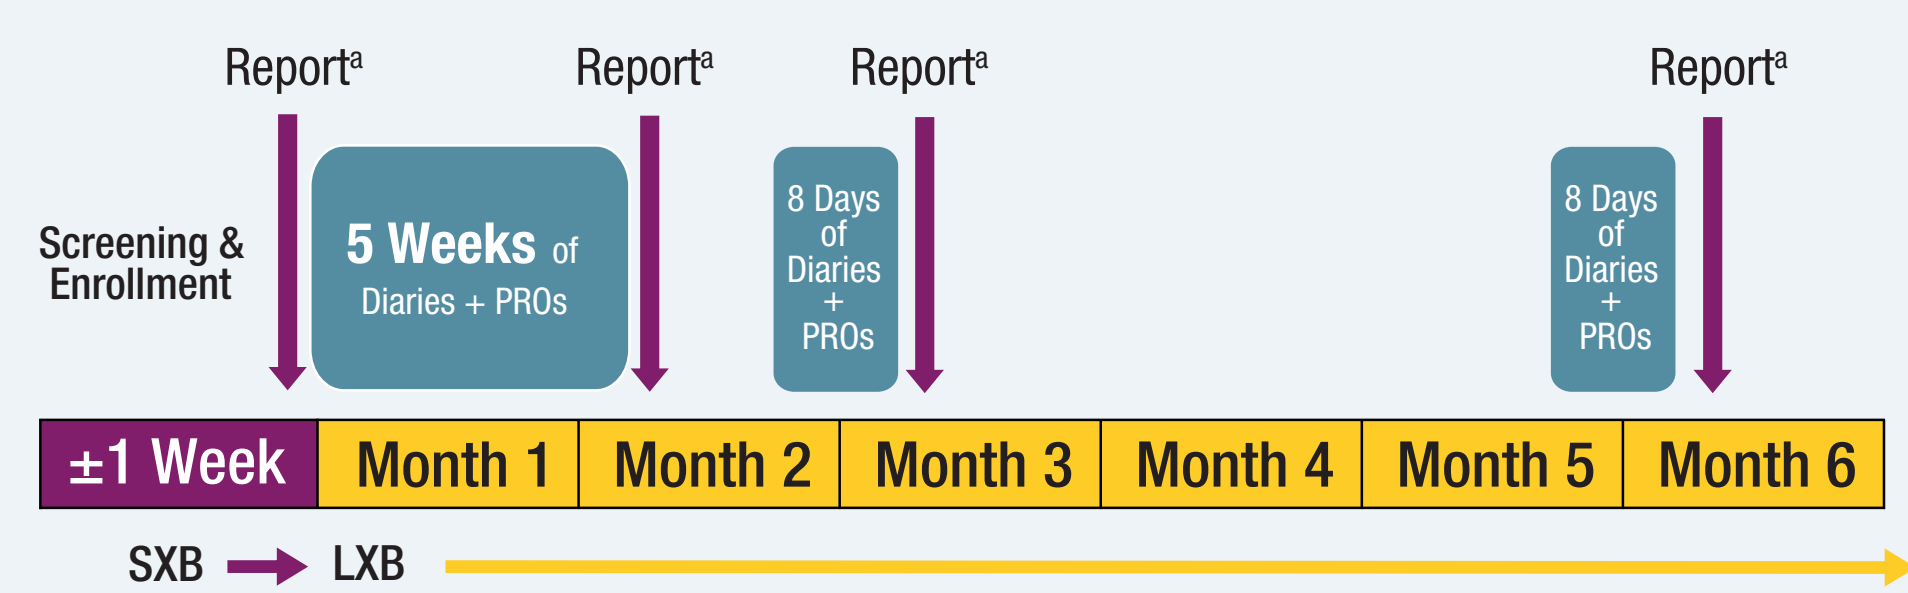 Reportᵃ
Reportᵃ
Reportᵃ
Reportᵃ
Screening &
Enrollment
5 Weeks of
Diaries + PROs
8 Days
of
Diaries
+
PROs
8 Days
of
Diaries
+
PROs
±1 Week
Month 1
Month 2
Month 3
Month 4
Month 5
Month 6
SXB
LXB